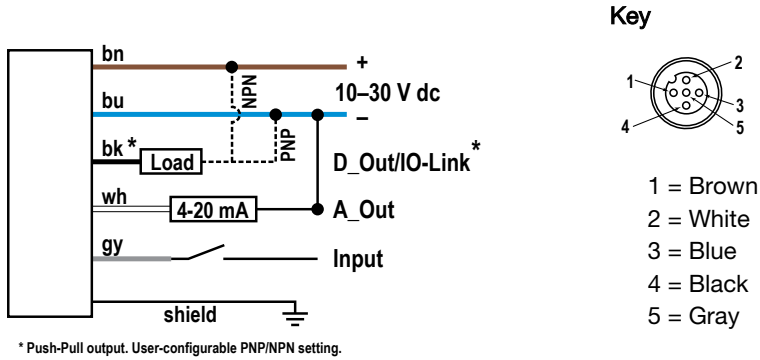 Key
bn
+
NPN
10–30 V dc
bu
–
PNP
bk *
Load
D_Out/IO-Link*
wh
4-20 mA
A_Out
gy
Input
shield
* Push-Pull output. User-configurable PNP/NPN setting.
1
2
3
4
5
1 = Brown
2 = White
3 = Blue
4 = Black
5 = Gray